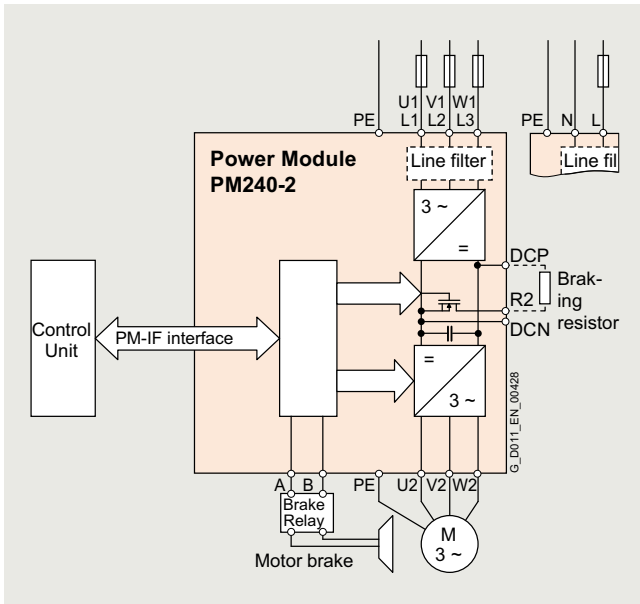 U1 V1 W1
PE L1 L2 L3
PE N L
Power Module
PM240-2
Line filter
Line fil
3 ~
=
DCP
R2
DCN
Brak-
ing
resistor
Control
Unit
PM-IF interface
=
3 ~
G_D011_EN_00428
A B PE U2 V2 W2
Brake
Relay
Motor brake
M
3 ~